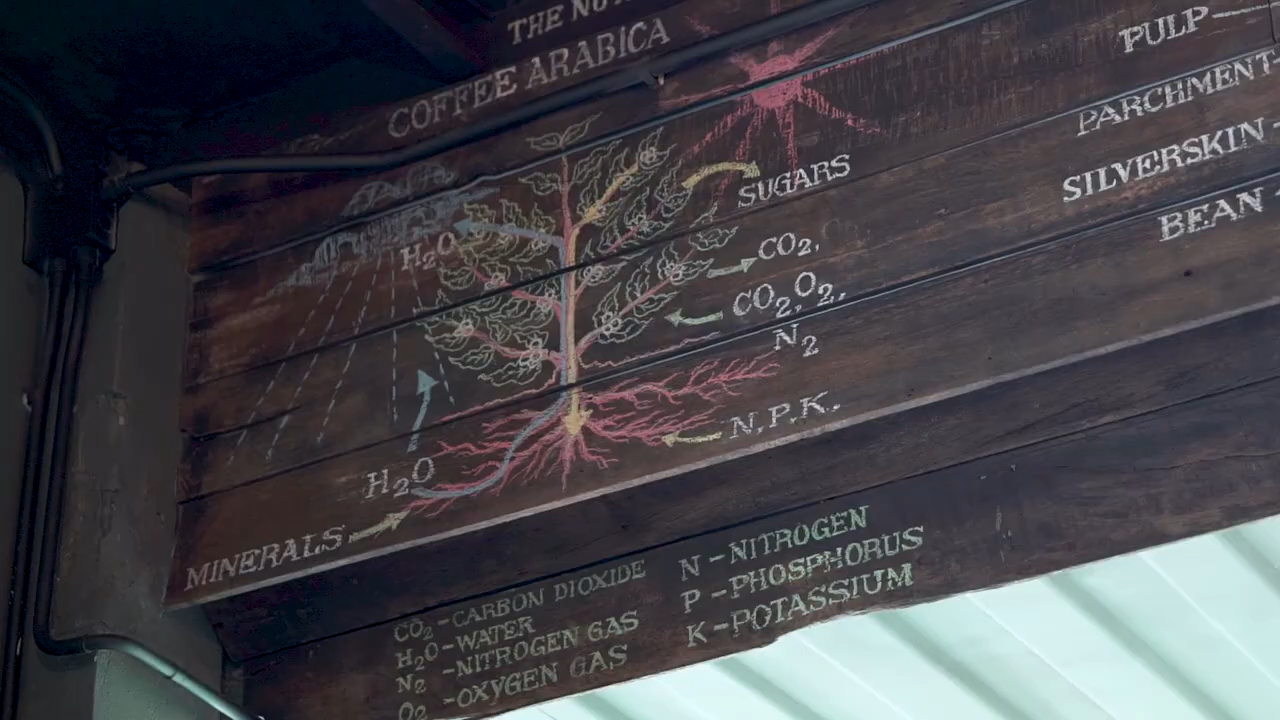 THE
COFFEE ARABICA
PULP
PARCHMENT
SILVERSKIN
BEAN
SUGARS
H2O
CO2,
CO2, O2,
N2
N, P, K,
H2O
MINERALS
CO2 - CARBON DIOXIDE
H2O - WATER
N2 - NITROGEN GAS
O2 - OXYGEN GAS
N - NITROGEN
P - PHOSPHORUS
K - POTASSIUM